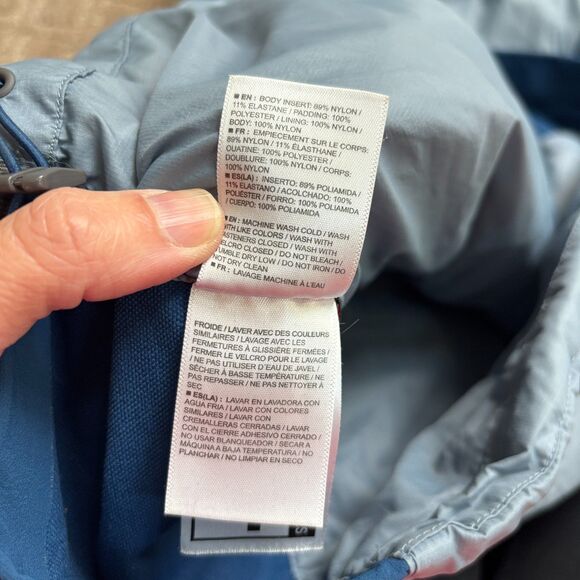 ■ EN : BODY INSERT: 89% NYLON /
11% ELASTANE / PADDING: 100%
POLYESTER / LINING: 100% NYLON /
BODY: 100% NYLON
■ FR : EMPIECEMENT SUR LE CORPS:
89% NYLON / 11% ÉLASTHANE /
OUATINE: 100% POLYESTER /
DOUBLURE: 100% NYLON / CORPS:
100% NYLON
■ ES(LA) : INSERTO: 89% POLIAMIDA /
11% ELASTANO / ACOLCHADO: 100%
POLIÉSTER / FORRO: 100% POLIAMIDA
/ CUERPO: 100% POLIAMIDA
■ EN : MACHINE WASH COLD / WASH
WITH LIKE COLORS / WASH WITH
FASTENERS CLOSED / WASH WITH
VELCRO CLOSED / DO NOT BLEACH /
TUMBLE DRY LOW / DO NOT IRON / DO
NOT DRY CLEAN
■ FR : LAVAGE MACHINE À L'EAU
FROIDE / LAVER AVEC DES COULEURS
SIMILAIRES / LAVAGE AVEC LES
FERMETURES À GLISSIÈRE FERMÉES /
FERMER LE VELCRO POUR LE LAVAGE
/ NE PAS UTILISER D'EAU DE JAVEL /
SÉCHER À BASSE TEMPÉRATURE / NE
PAS REPASSER / NE PAS NETTOYER À
SEC
■ ES(LA) : LAVAR EN LAVADORA CON
AGUA FRIA / LAVAR CON COLORES
SIMILARES / LAVAR CON
CREMALLERAS CERRADAS / LAVAR
CON EL CIERRE ADHESIVO CERRADO /
NO USAR BLANQUEADOR / SECAR A
MÁQUINA A BAJA TEMPERATURA / NO
PLANCHAR / NO LIMPIAR EN SECO
S